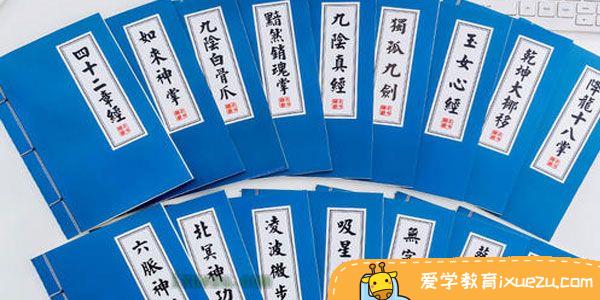 四十二章經
如來神掌
九陰白骨爪
黯然銷魂掌
九陰真經
獨孤九劍
玉女心經
乾坤大挪移
降龍十八掌
六脈神
北冥神功
凌波微步
吸星
無字
爱学教育ixuezu.com